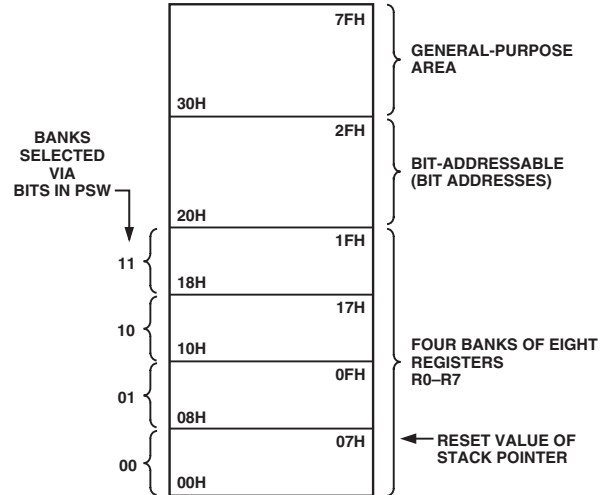 7FH
GENERAL-PURPOSE
AREA
30H
BANKS
SELECTED
VIA
BITS IN PSW
2FH
BIT-ADDRESSABLE
(BIT ADDRESSES)
20H
11
1FH
18H
10
17H
10H
FOUR BANKS OF EIGHT
REGISTERS
R0–R7
01
0FH
08H
00
07H
00H
RESET VALUE OF
STACK POINTER